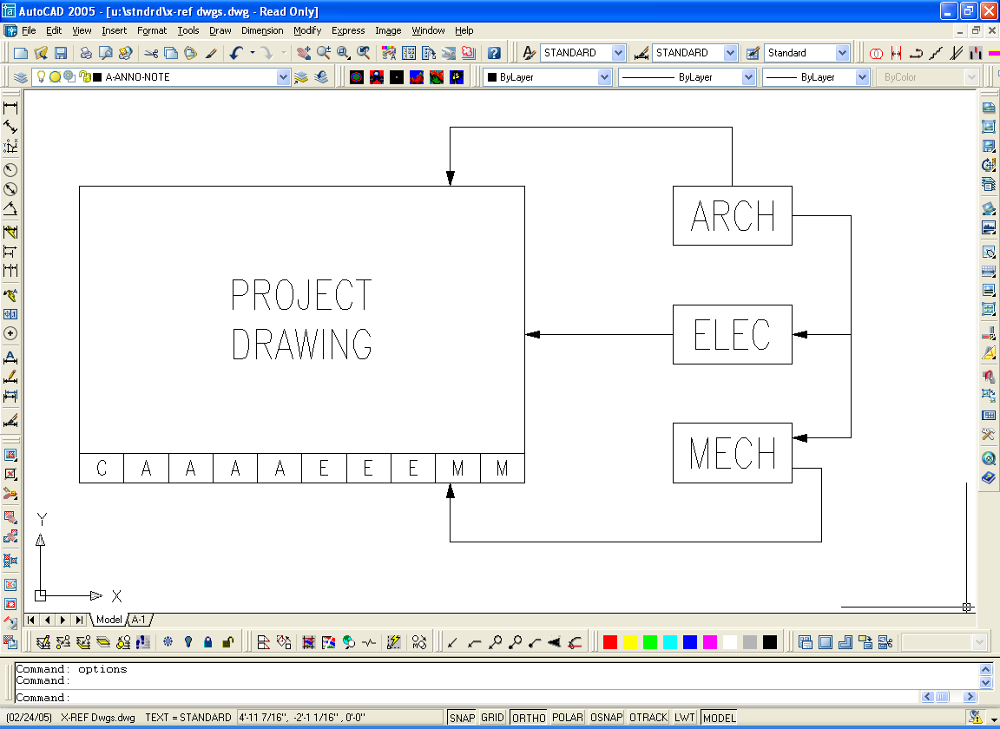 AutoCAD 2005 - [u:\stndrd\x-ref dwgs.dwg - Read Only]
File Edit View Insert Format Tools Draw Dimension Modify Express Image Window Help
STANDARD STANDARD Standard
A-ANNO-NOTE ByLayer ByLayer ByLayer ByColor
ARCH
PROJECT
DRAWING
ELEC
MECH
C A A A A E E E M M
Y
X
Model A-1
Command: options
Command:
Command:
(02/24/05) X-REF Dwgs.dwg TEXT = STANDARD 4'-11 7/16", -2'-1 1/16" , 0'-0" SNAP GRID ORTHO POLAR OSNAP OTRACK LWT MODEL